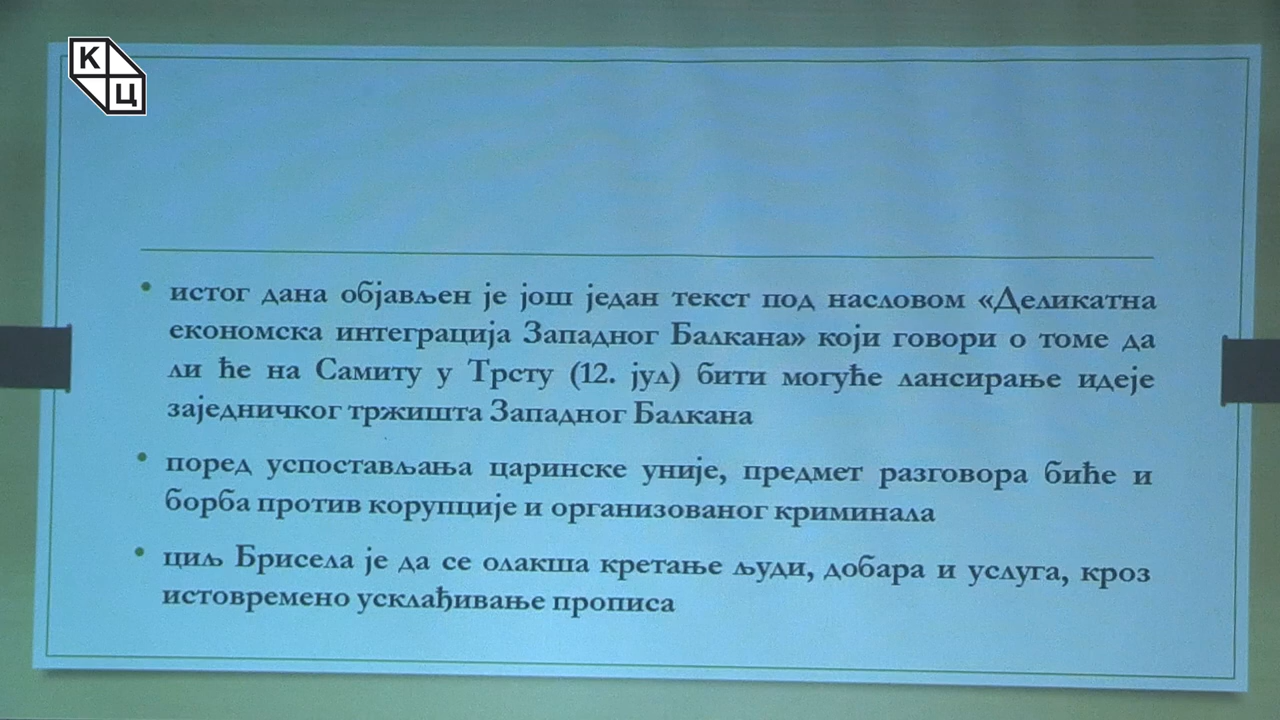 К
Ц
• истог дана објављен је још један текст под насловом «Деликатна
економска интеграција Западног Балкана» који говори о томе да
ли ће на Самиту у Трсту (12. јул) бити могуће лансирање идеје
заједничког тржишта Западног Балкана
• поред успостављања царинске уније, предмет разговора биће и
борба против корупције и организованог криминала
• циљ Брисела је да се олакша кретање људи, добара и услуга, кроз
истовремено усклађивање прописа